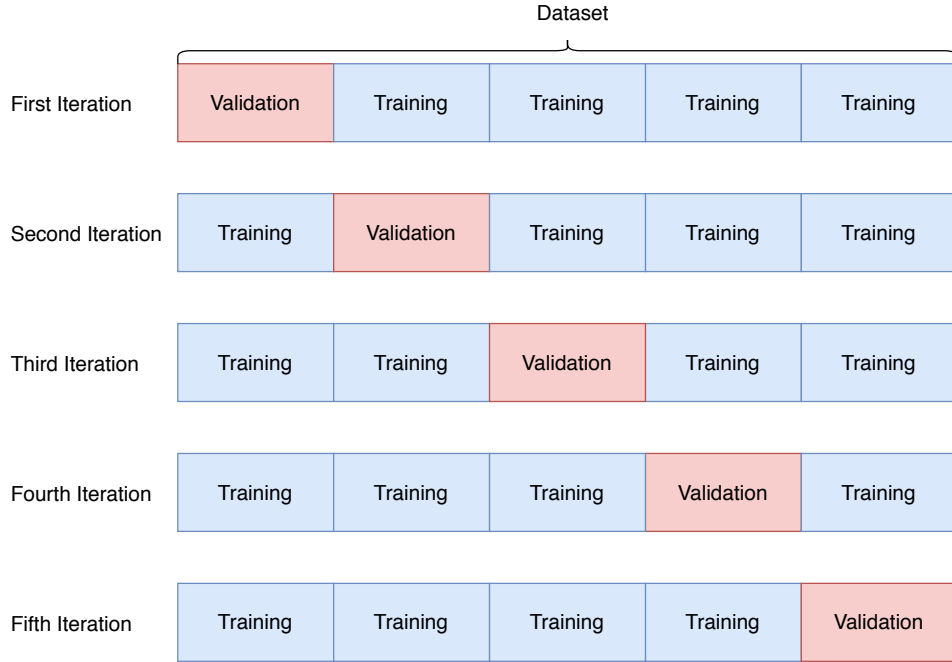 Dataset
First Iteration Validation Training Training Training Training
Second Iteration Training Validation Training Training Training
Third Iteration Training Training Validation Training Training
Fourth Iteration Training Training Training Validation Training
Fifth Iteration Training Training Training Training Validation